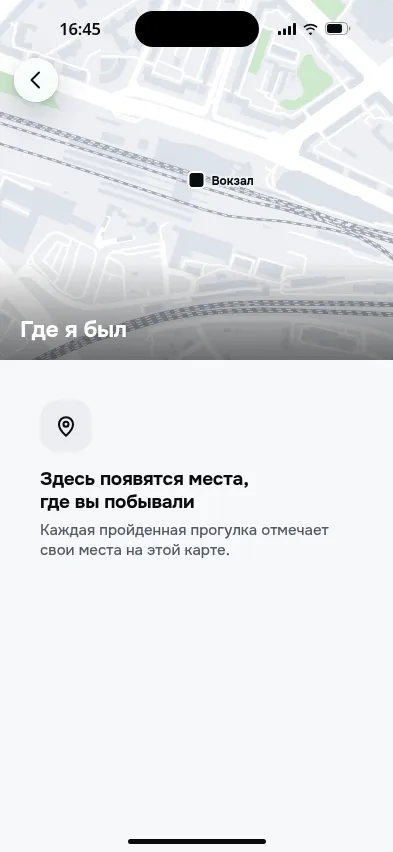 16:45
Вокзал
Где я был
Здесь появятся места,
где вы побывали
Каждая пройденная прогулка отмечает
свои места на этой карте.